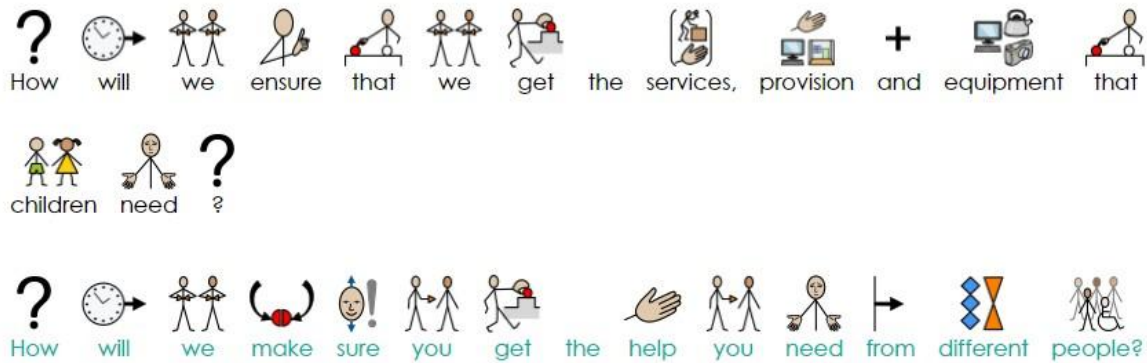 How will we ensure that we get the services, provision and equipment that
children need ?
How will we make sure you get the help you need from different people?